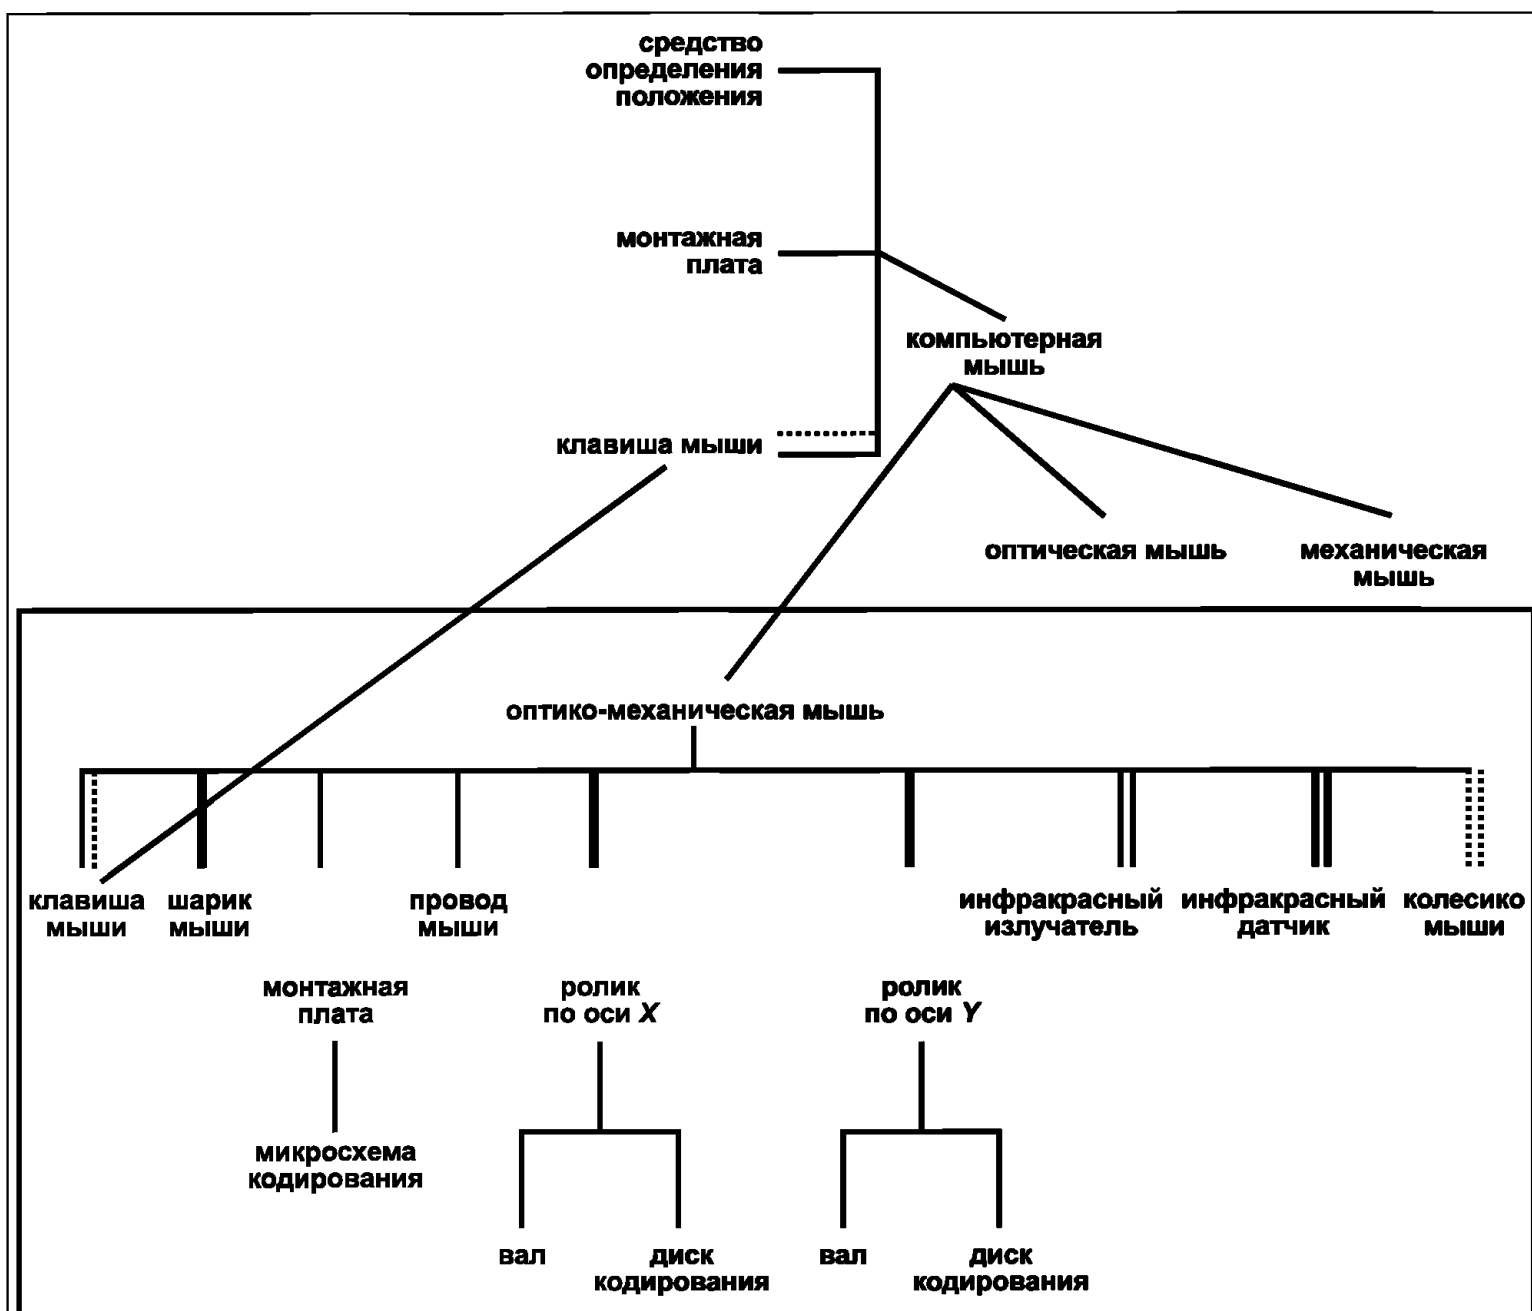 средство
определения
положения
монтажная
плата
компьютерная
мышь
клавиша мыши
оптическая мышь
механическая
мышь
оптико-механическая мышь
клавиша
мыши
шарик
мыши
провод
мыши
инфракрасный
излучатель
инфракрасный
датчик
колесико
мыши
монтажная
плата
ролик
по оси X
ролик
по оси Y
микросхема
кодирования
вал
диск
кодирования
вал
диск
кодирования